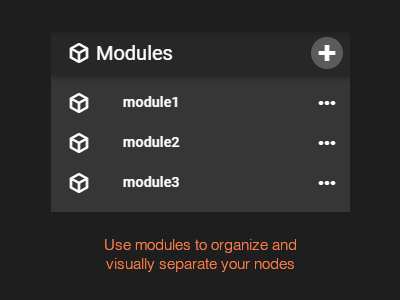 Modules
module1
module2
module3
Use modules to organize and
visually separate your nodes